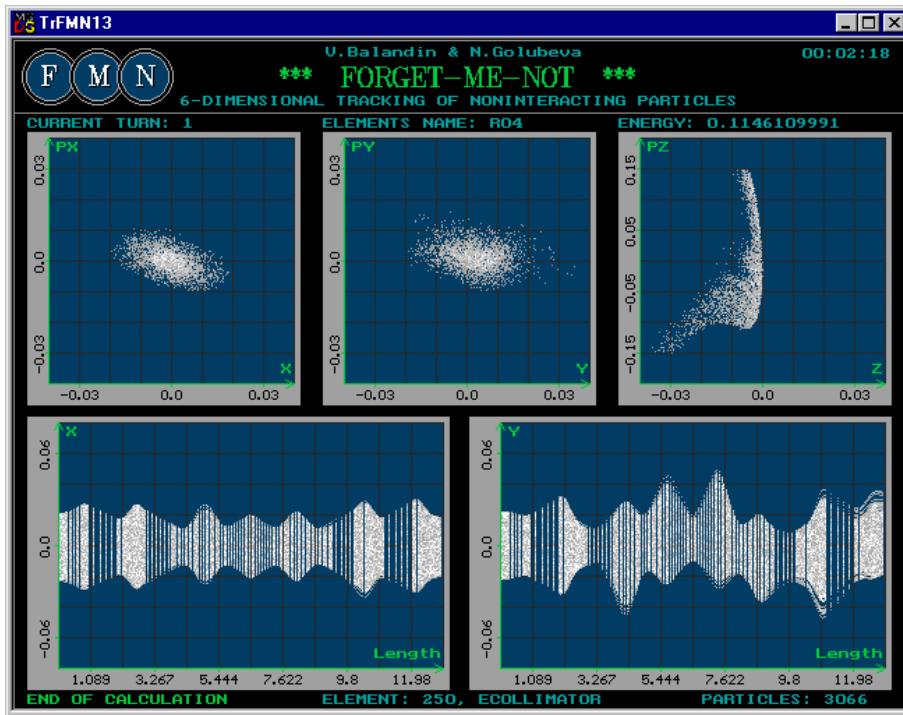 TrFMN13
F M N
V.Balandin & N.Golubeva
00:02:18
*** FORGET-ME-NOT ***
6-DIMENSIONAL TRACKING OF NONINTERACTING PARTICLES
CURRENT TURN: 1
ELEMENTS NAME: RO4
ENERGY: 0.1146109991
PX
0.03
0.0
-0.03
X
-0.03 0.0 0.03
PY
0.03
0.0
-0.03
Y
-0.03 0.0 0.03
PZ
0.15
0.05
-0.05
-0.15
Z
-0.03 0.0 0.03
X
0.06
0.0
-0.06
Length
1.089 3.267 5.444 7.622 9.8 11.98
Y
0.06
0.0
-0.06
Length
1.089 3.267 5.444 7.622 9.8 11.98
END OF CALCULATION
ELEMENT: 250, ECOLLIMATOR
PARTICLES: 3066